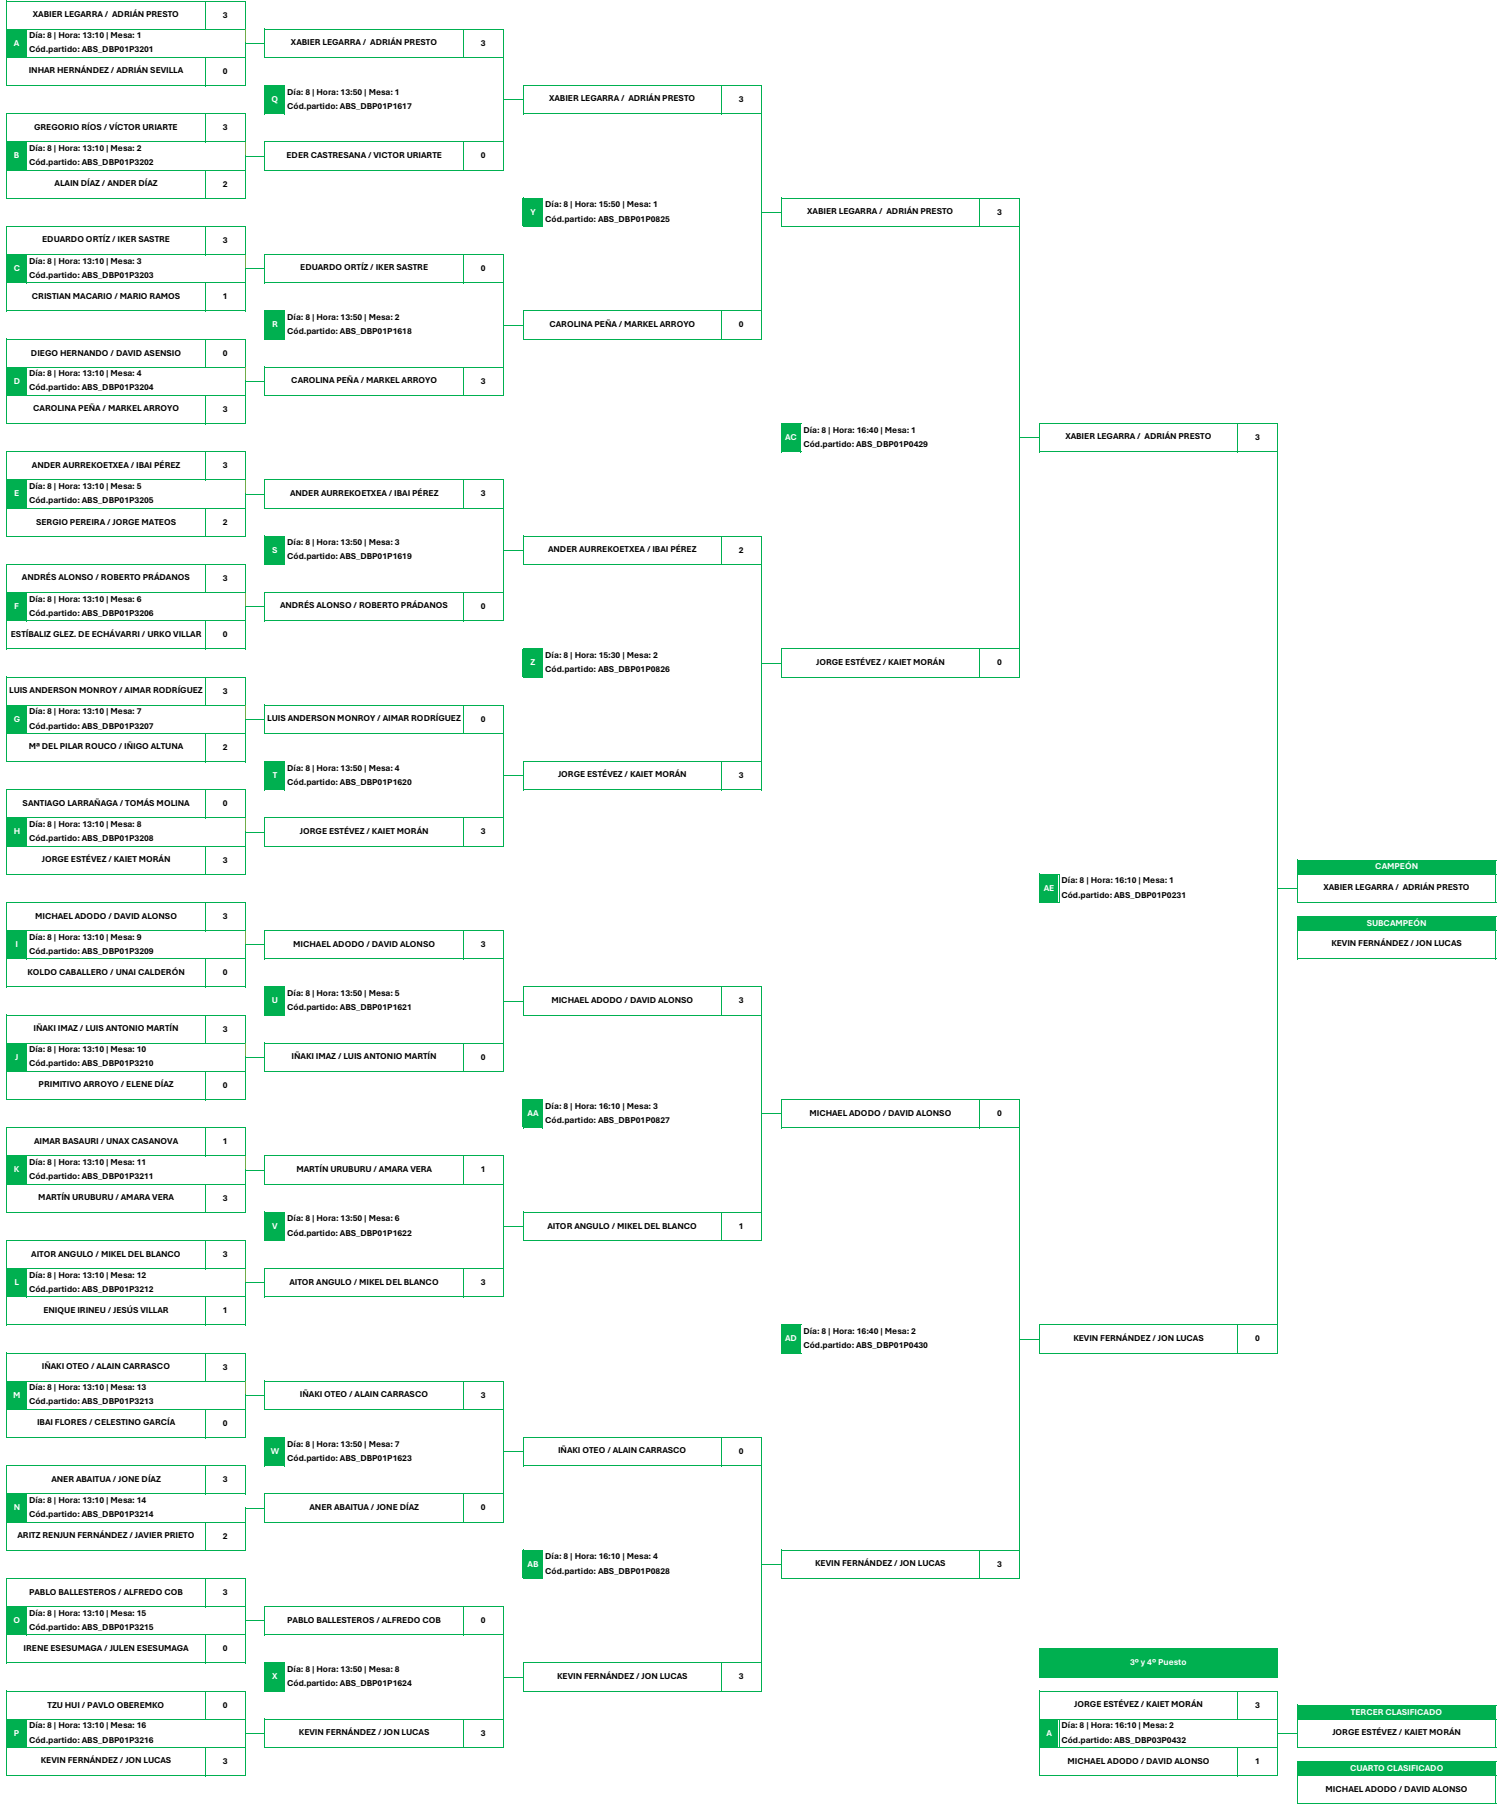 XABIER LEGARRA /  ADRIÁN PRESTO 3
A Día: 8 | Hora: 13:10 | Mesa: 1
Cód.partido: ABS_DBP01P3201
INHAR HERNÁNDEZ / ADRIÁN SEVILLA 0
GREGORIO RÍOS / VÍCTOR URIARTE 3
B Día: 8 | Hora: 13:10 | Mesa: 2
Cód.partido: ABS_DBP01P3202
ALAIN DÍAZ / ANDER DÍAZ 2
EDUARDO ORTÍZ / IKER SASTRE 3
C Día: 8 | Hora: 13:10 | Mesa: 3
Cód.partido: ABS_DBP01P3203
CRISTIAN MACARIO / MARIO RAMOS 1
DIEGO HERNANDO / DAVID ASENSIO 0
D Día: 8 | Hora: 13:10 | Mesa: 4
Cód.partido: ABS_DBP01P3204
CAROLINA PEÑA / MARKEL ARROYO 3
ANDER AURREKOETXEA / IBAI PÉREZ 3
E Día: 8 | Hora: 13:10 | Mesa: 5
Cód.partido: ABS_DBP01P3205
SERGIO PEREIRA / JORGE MATEOS 2
ANDRÉS ALONSO / ROBERTO PRÁDANOS 3
F Día: 8 | Hora: 13:10 | Mesa: 6
Cód.partido: ABS_DBP01P3206
ESTÍBALIZ GLEZ. DE ECHÁVARRI / URKO VILLAR 0
LUIS ANDERSON MONROY / AIMAR RODRÍGUEZ 3
G Día: 8 | Hora: 13:10 | Mesa: 7
Cód.partido: ABS_DBP01P3207
Mª DEL PILAR ROUCO / IÑIGO ALTUNA 2
SANTIAGO LARRAÑAGA / TOMÁS MOLINA 0
H Día: 8 | Hora: 13:10 | Mesa: 8
Cód.partido: ABS_DBP01P3208
JORGE ESTÉVEZ / KAIET MORÁN 3
MICHAEL ADODO / DAVID ALONSO 3
I Día: 8 | Hora: 13:10 | Mesa: 9
Cód.partido: ABS_DBP01P3209
KOLDO CABALLERO / UNAI CALDERÓN 0
IÑAKI IMAZ / LUIS ANTONIO MARTÍN 3
J Día: 8 | Hora: 13:10 | Mesa: 10
Cód.partido: ABS_DBP01P3210
PRIMITIVO ARROYO / ELENE DÍAZ 0
AIMAR BASAURI / UNAX CASANOVA 1
K Día: 8 | Hora: 13:10 | Mesa: 11
Cód.partido: ABS_DBP01P3211
MARTÍN URUBURU / AMARA VERA 3
AITOR ANGULO / MIKEL DEL BLANCO 3
L Día: 8 | Hora: 13:10 | Mesa: 12
Cód.partido: ABS_DBP01P3212
ENIQUE IRINEU / JESÚS VILLAR 1
IÑAKI OTEO / ALAIN CARRASCO 3
M Día: 8 | Hora: 13:10 | Mesa: 13
Cód.partido: ABS_DBP01P3213
IBAI FLORES / CELESTINO GARCÍA 0
ANER ABAITUA / JONE DÍAZ 3
N Día: 8 | Hora: 13:10 | Mesa: 14
Cód.partido: ABS_DBP01P3214
ARITZ RENJUN FERNÁNDEZ / JAVIER PRIETO 2
PABLO BALLESTEROS / ALFREDO COB 3
O Día: 8 | Hora: 13:10 | Mesa: 15
Cód.partido: ABS_DBP01P3215
IRENE ESESUMAGA / JULEN ESESUMAGA 0
TZU HUI / PAVLO OBEREMKO 0
P Día: 8 | Hora: 13:10 | Mesa: 16
Cód.partido: ABS_DBP01P3216
KEVIN FERNÁNDEZ / JON LUCAS 3
XABIER LEGARRA /  ADRIÁN PRESTO 3
Q Día: 8 | Hora: 13:50 | Mesa: 1
Cód.partido: ABS_DBP01P1617
EDER CASTRESANA / VICTOR URIARTE 0
EDUARDO ORTÍZ / IKER SASTRE 0
R Día: 8 | Hora: 13:50 | Mesa: 2
Cód.partido: ABS_DBP01P1618
CAROLINA PEÑA / MARKEL ARROYO 3
ANDER AURREKOETXEA / IBAI PÉREZ 3
S Día: 8 | Hora: 13:50 | Mesa: 3
Cód.partido: ABS_DBP01P1619
ANDRÉS ALONSO / ROBERTO PRÁDANOS 0
LUIS ANDERSON MONROY / AIMAR RODRÍGUEZ 0
T Día: 8 | Hora: 13:50 | Mesa: 4
Cód.partido: ABS_DBP01P1620
JORGE ESTÉVEZ / KAIET MORÁN 3
MICHAEL ADODO / DAVID ALONSO 3
U Día: 8 | Hora: 13:50 | Mesa: 5
Cód.partido: ABS_DBP01P1621
IÑAKI IMAZ / LUIS ANTONIO MARTÍN 0
MARTÍN URUBURU / AMARA VERA 1
V Día: 8 | Hora: 13:50 | Mesa: 6
Cód.partido: ABS_DBP01P1622
AITOR ANGULO / MIKEL DEL BLANCO 3
IÑAKI OTEO / ALAIN CARRASCO 3
W Día: 8 | Hora: 13:50 | Mesa: 7
Cód.partido: ABS_DBP01P1623
ANER ABAITUA / JONE DÍAZ 0
PABLO BALLESTEROS / ALFREDO COB 0
X Día: 8 | Hora: 13:50 | Mesa: 8
Cód.partido: ABS_DBP01P1624
KEVIN FERNÁNDEZ / JON LUCAS 3
XABIER LEGARRA /  ADRIÁN PRESTO 3
Y Día: 8 | Hora: 15:50 | Mesa: 1
Cód.partido: ABS_DBP01P0825
CAROLINA PEÑA / MARKEL ARROYO 0
ANDER AURREKOETXEA / IBAI PÉREZ 2
Z Día: 8 | Hora: 15:30 | Mesa: 2
Cód.partido: ABS_DBP01P0826
JORGE ESTÉVEZ / KAIET MORÁN 3
MICHAEL ADODO / DAVID ALONSO 3
AA Día: 8 | Hora: 16:10 | Mesa: 3
Cód.partido: ABS_DBP01P0827
AITOR ANGULO / MIKEL DEL BLANCO 1
IÑAKI OTEO / ALAIN CARRASCO 0
AB Día: 8 | Hora: 16:10 | Mesa: 4
Cód.partido: ABS_DBP01P0828
KEVIN FERNÁNDEZ / JON LUCAS 3
XABIER LEGARRA /  ADRIÁN PRESTO 3
AC Día: 8 | Hora: 16:40 | Mesa: 1
Cód.partido: ABS_DBP01P0429
JORGE ESTÉVEZ / KAIET MORÁN 0
MICHAEL ADODO / DAVID ALONSO 0
AD Día: 8 | Hora: 16:40 | Mesa: 2
Cód.partido: ABS_DBP01P0430
KEVIN FERNÁNDEZ / JON LUCAS 3
XABIER LEGARRA /  ADRIÁN PRESTO 3
AE Día: 8 | Hora: 16:10 | Mesa: 1
Cód.partido: ABS_DBP01P0231
KEVIN FERNÁNDEZ / JON LUCAS 0
CAMPEÓN
XABIER LEGARRA /  ADRIÁN PRESTO
SUBCAMPEÓN
KEVIN FERNÁNDEZ / JON LUCAS
3º y 4º Puesto
JORGE ESTÉVEZ / KAIET MORÁN 3
A Día: 8 | Hora: 16:10 | Mesa: 2
Cód.partido: ABS_DBP03P0432
MICHAEL ADODO / DAVID ALONSO 1
TERCER CLASIFICADO
JORGE ESTÉVEZ / KAIET MORÁN
CUARTO CLASIFICADO
MICHAEL ADODO / DAVID ALONSO